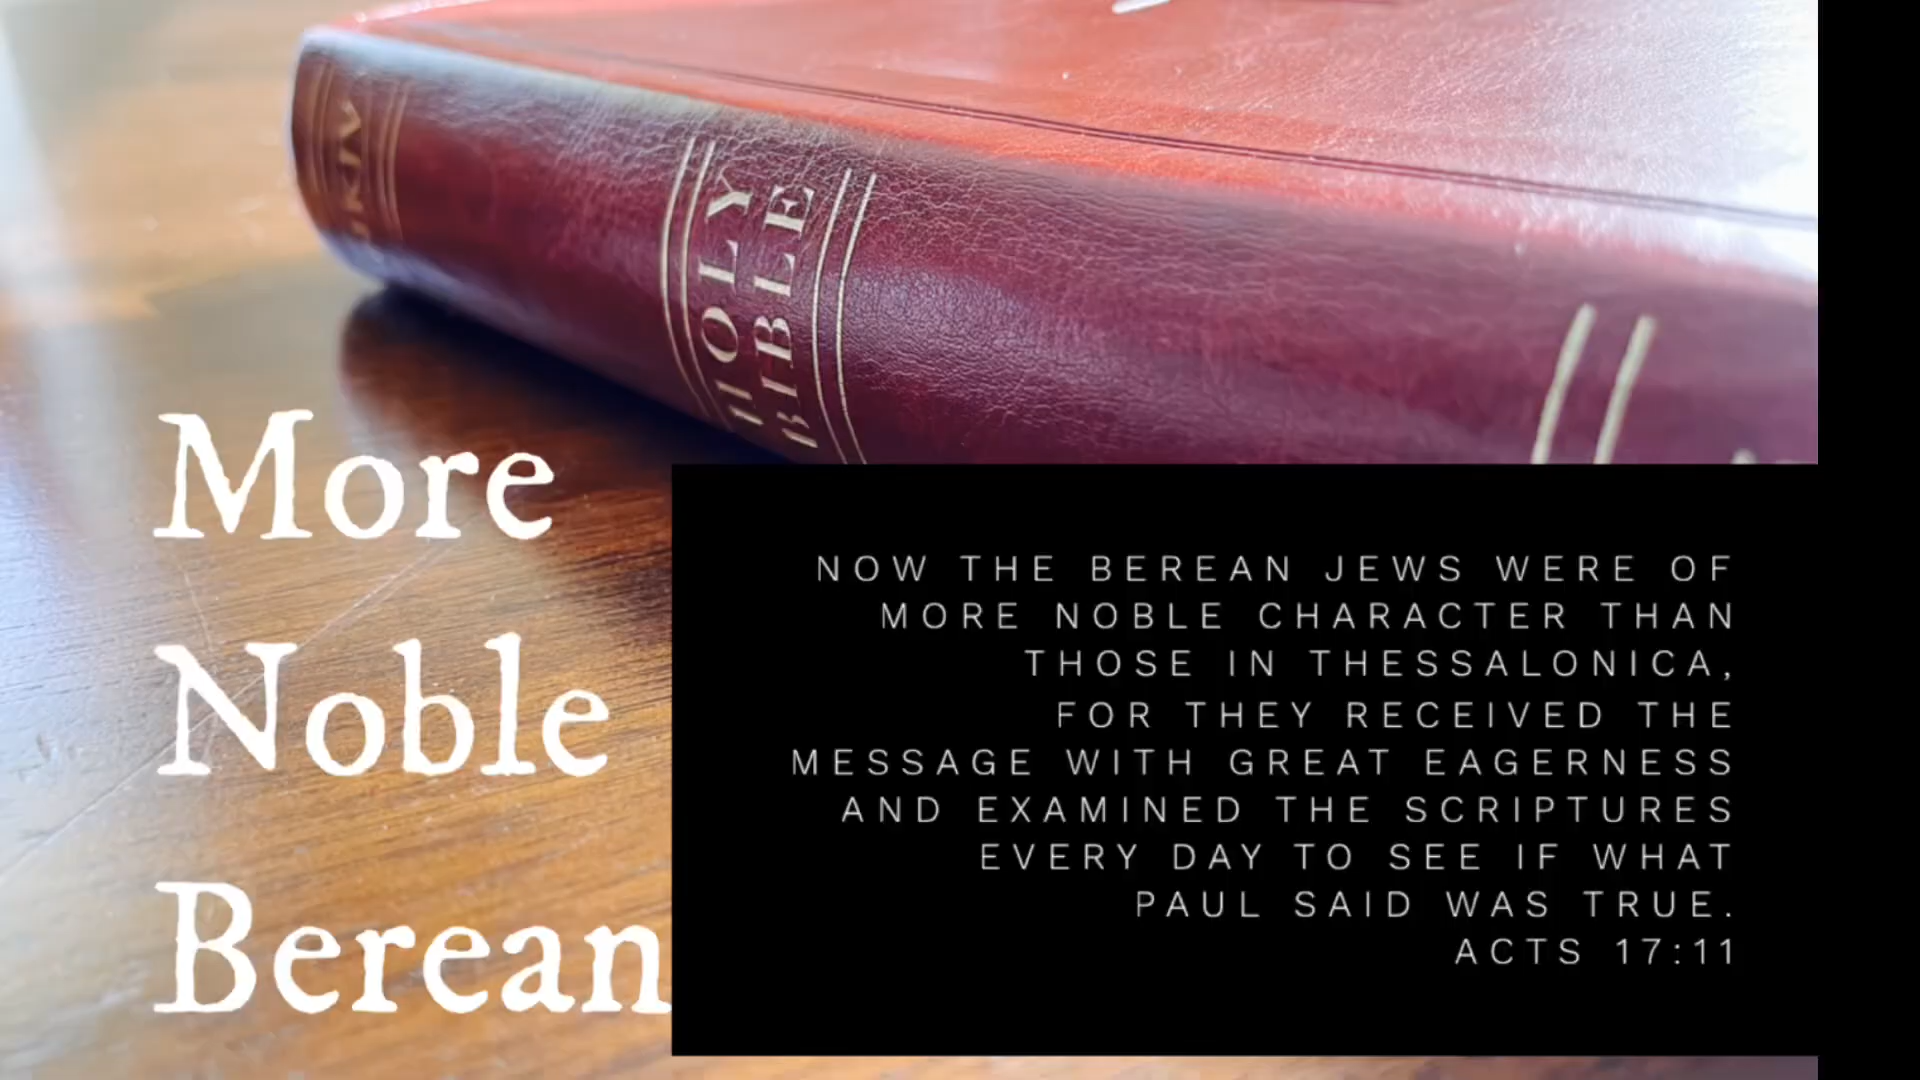 NKJV
HOLY
BIBLE
More
Noble
Berean
NOW THE BEREAN JEWS WERE OF
MORE NOBLE CHARACTER THAN
THOSE IN THESSALONICA,
FOR THEY RECEIVED THE
MESSAGE WITH GREAT EAGERNESS
AND EXAMINED THE SCRIPTURES
EVERY DAY TO SEE IF WHAT
PAUL SAID WAS TRUE.
ACTS 17:11